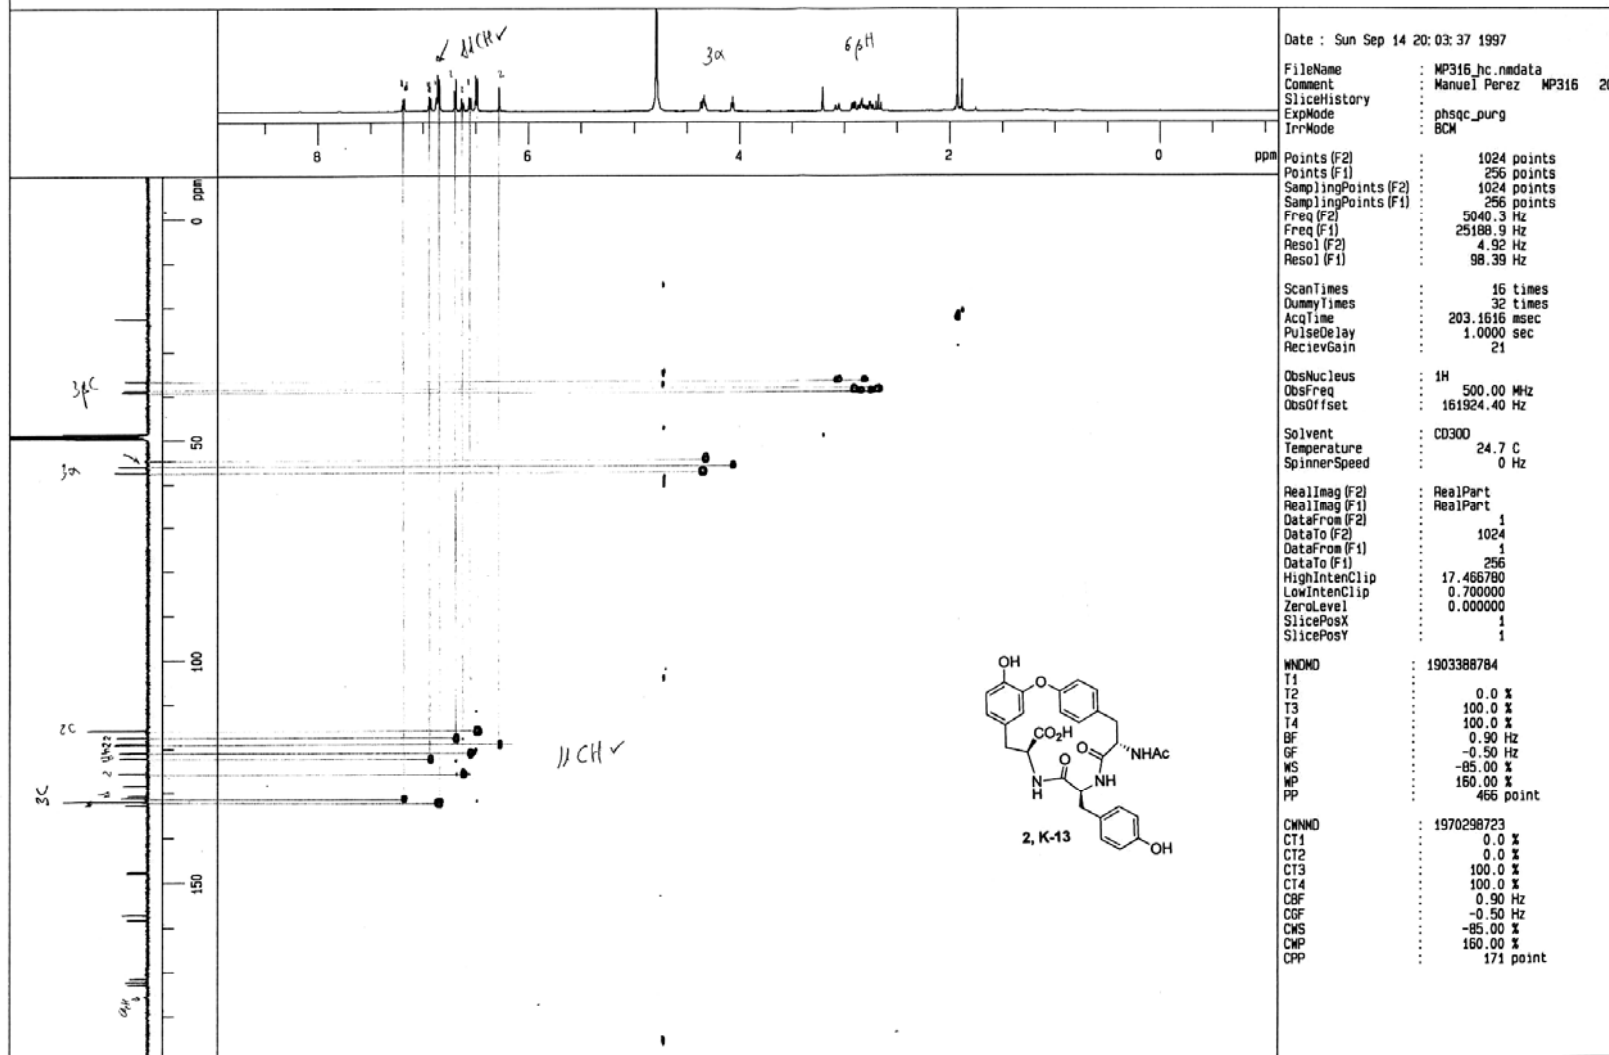 11CH ✓
3α
6βH
8
6
4
2
0
ppm
ppm
0
50
100
150
3βC
3α
2C
3C
11 CH ✓
OH
O
CO2H
O
NHAc
O
N
H
NH
OH
2, K-13
Date : Sun Sep 14 20:03:37 1997
FileName : MP316_hc.nmdata
Comment : Manuel Perez MP316 20
SliceHistory :
ExpMode : phsqc_purg
IrrMode : BCM
Points(F2) : 1024 points
Points(F1) : 256 points
SamplingPoints(F2) : 1024 points
SamplingPoints(F1) : 256 points
Freq(F2) : 5040.3 Hz
Freq(F1) : 25188.9 Hz
Resol(F2) : 4.92 Hz
Resol(F1) : 98.39 Hz
ScanTimes : 16 times
DummyTimes : 32 times
AcqTime : 203.1616 msec
PulseDelay : 1.0000 sec
RecievGain : 21
ObsNucleus : 1H
ObsFreq : 500.00 MHz
ObsOffset : 161924.40 Hz
Solvent : CD3OD
Temperature : 24.7 C
SpinnerSpeed : 0 Hz
RealImag(F2) : RealPart
RealImag(F1) : RealPart
DataFrom(F2) : 1
DataTo(F2) : 1024
DataFrom(F1) : 1
DataTo(F1) : 256
HighIntenClip : 17.466780
LowIntenClip : 0.700000
ZeroLevel : 0.000000
SlicePosX : 1
SlicePosY : 1
WNDMD : 1903388784
T1 :
T2 : 0.0 %
T3 : 100.0 %
T4 : 100.0 %
BF : 0.90 Hz
GF : -0.50 Hz
WS : -85.00 %
WP : 160.00 %
PP : 466 point
CWNMD : 1970298723
CT1 : 0.0 %
CT2 : 0.0 %
CT3 : 100.0 %
CT4 : 100.0 %
CBF : 0.90 Hz
CGF : -0.50 Hz
CWS : -85.00 %
CWP : 160.00 %
CPP : 171 point